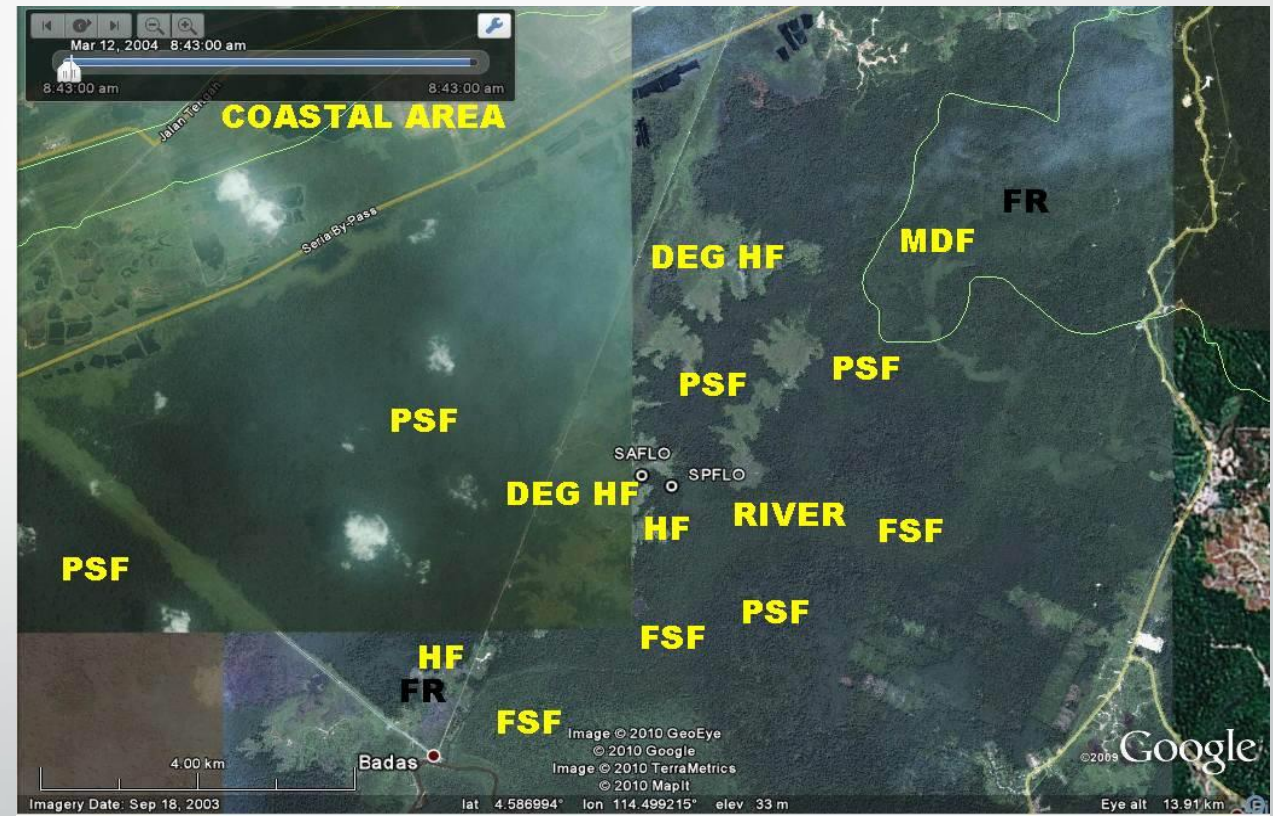 Mar 12, 2004 8:43:00 am
8:43:00 am 8:43:00 am
COASTAL AREA
Seria By-Pass
FR
MDF
DEG HF
PSF
PSF
PSF
SAFLO
SPFLO
DEG HF
RIVER
HF
FSF
PSF
PSF
FSF
HF
FR
FSF
Badas
4.00 km
Image © 2010 GeoEye
© 2010 Google
Image © 2010 TerraMetrics
© 2010 MapIt
©2009 Google
Imagery Date: Sep 18, 2003
lat 4.586994° lon 114.499215° elev 33 m
Eye alt 13.91 km